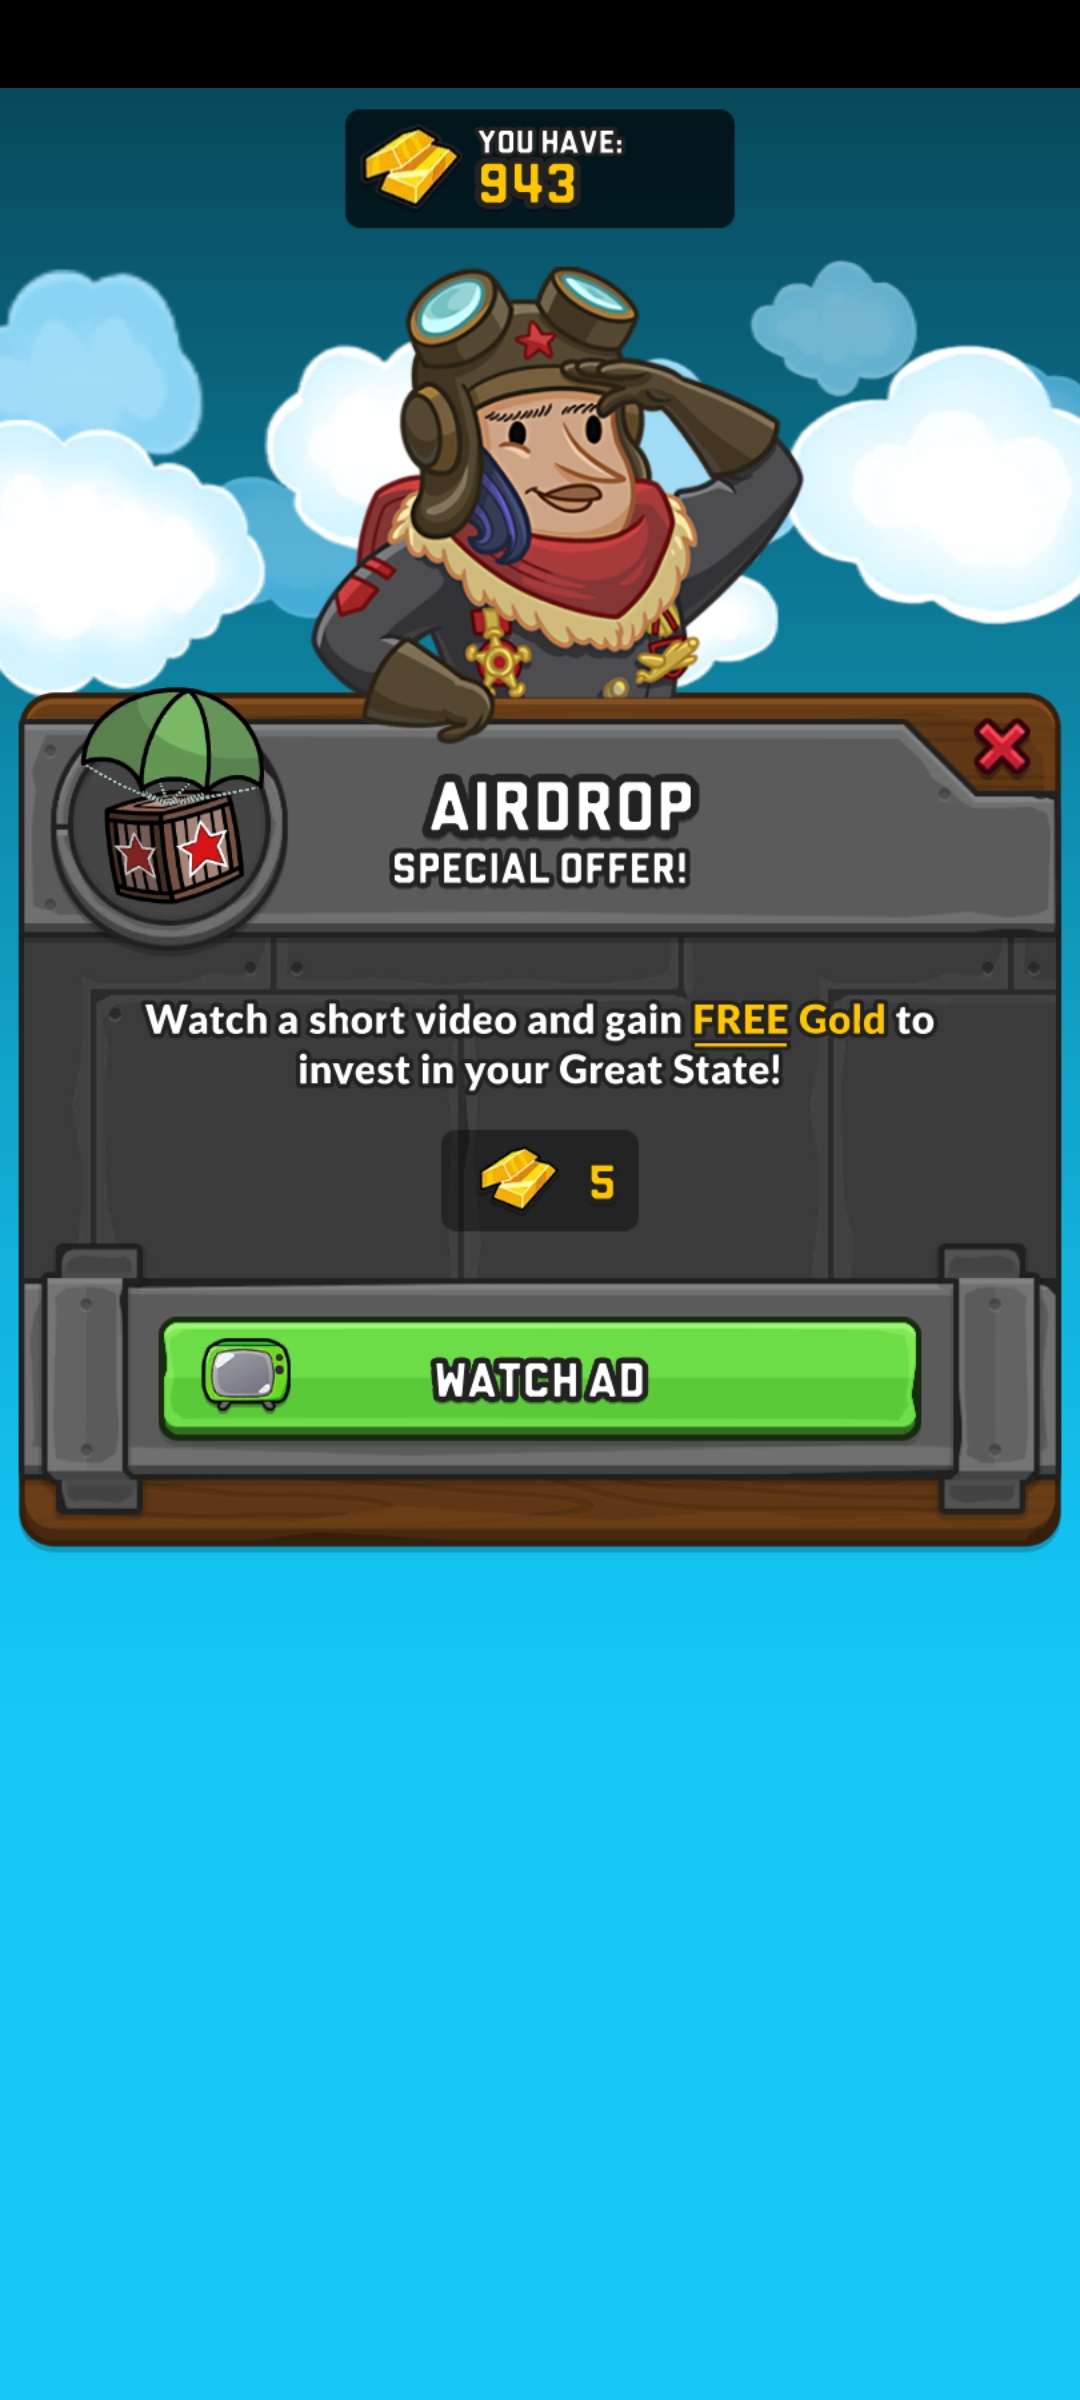 YOU HAVE:
943
AIRDROP
SPECIAL OFFER!
Watch a short video and gain FREE Gold to
invest in your Great State!
5
WATCH AD